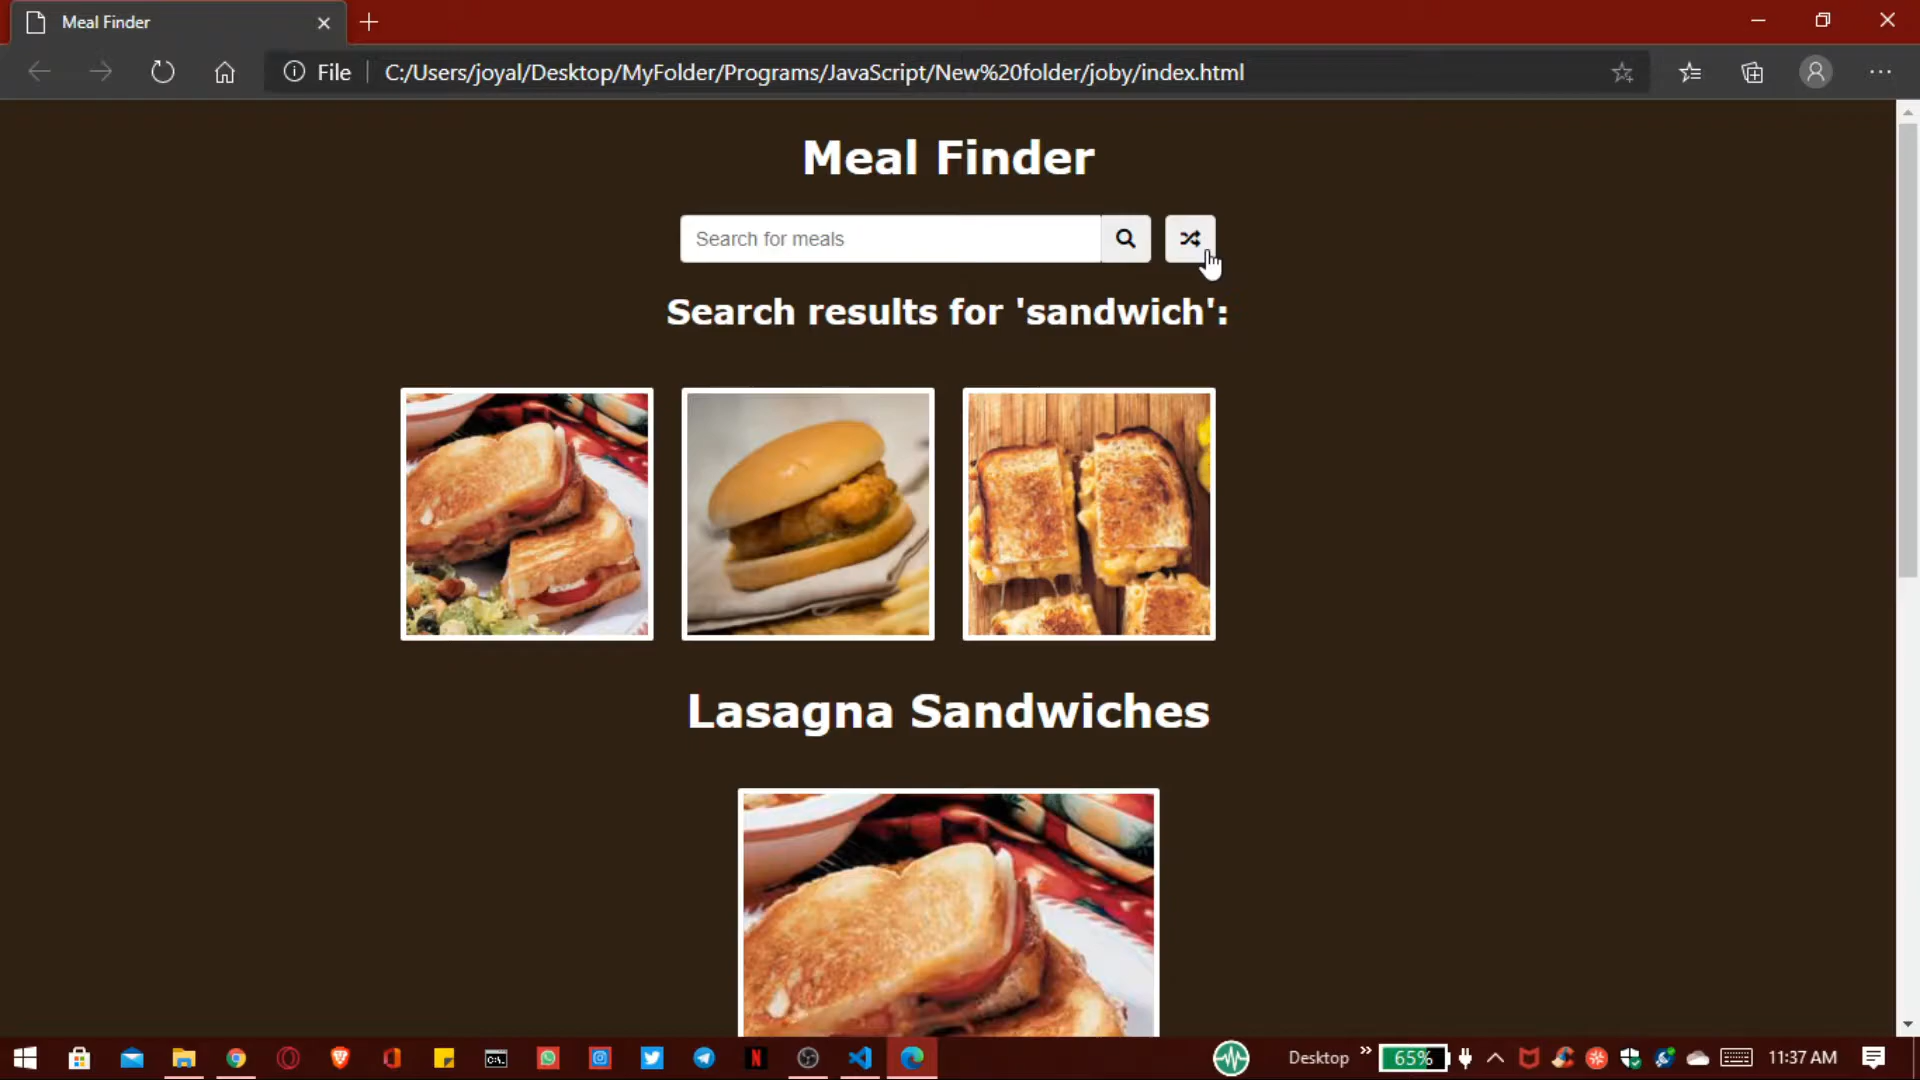 Meal Finder
File
C:/Users/joyal/Desktop/MyFolder/Programs/JavaScript/New%20folder/joby/index.html
Meal Finder
Search for meals
Search results for 'sandwich':
Lasagna Sandwiches
Desktop
65%
11:37 AM